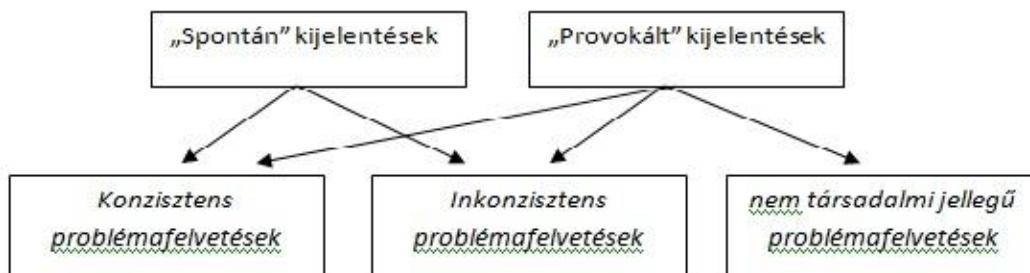 „Spontán” kijelentések
„Provokált” kijelentések
Konzisztens
problémafelvetések
Inkonzisztens
problémafelvetések
nem társadalmi jellegű
problémafelvetések